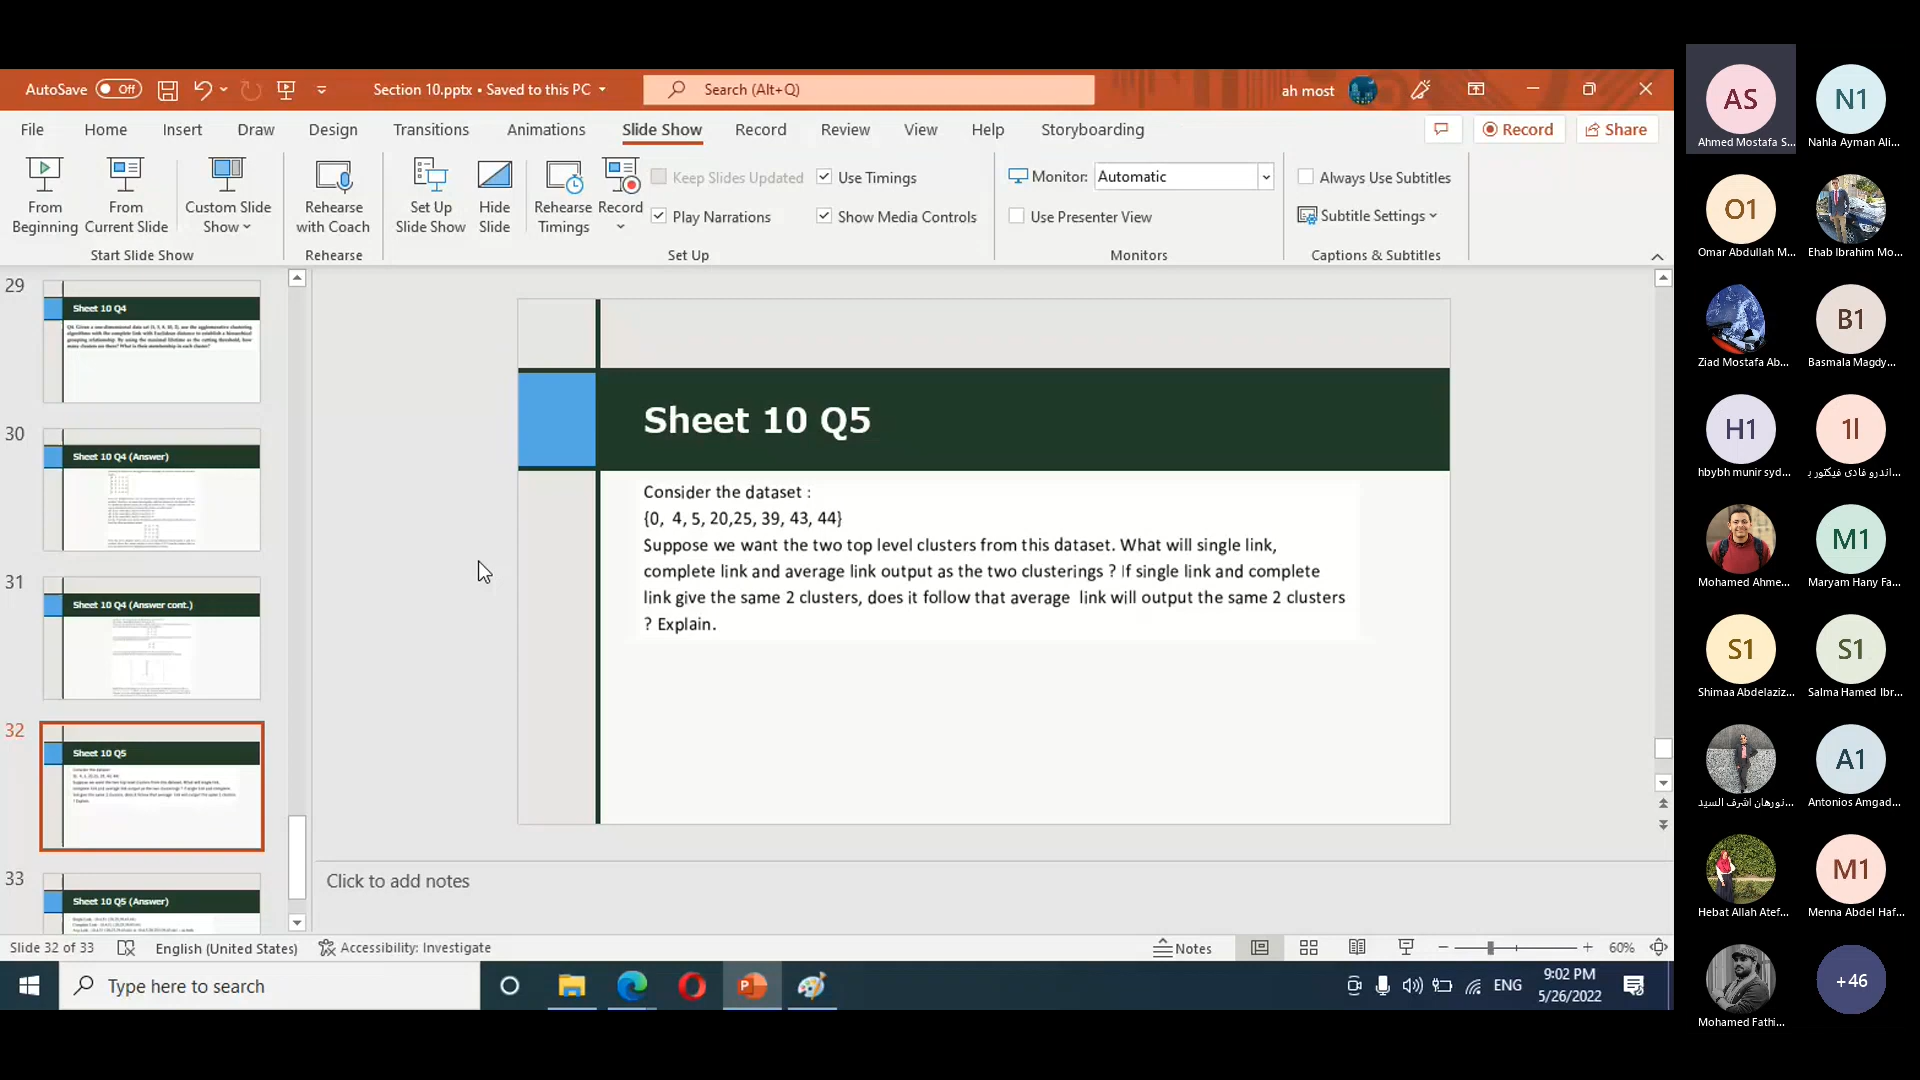 AutoSave Off
Section 10.pptx • Saved to this PC
Search (Alt+Q)
ah most
File Home Insert Draw Design Transitions Animations Slide Show Record Review View Help Storyboarding
Record
Share
From Beginning
From Current Slide
Custom Slide Show
Start Slide Show
Rehearse with Coach
Rehearse
Set Up Slide Show
Hide Slide
Rehearse Timings
Record
Keep Slides Updated
Play Narrations
Use Timings
Show Media Controls
Set Up
Monitor: Automatic
Use Presenter View
Monitors
Always Use Subtitles
Subtitle Settings
Captions & Subtitles
29
Sheet 10 Q4
30
Sheet 10 Q4 (Answer)
31
Sheet 10 Q4 (Answer cont.)
32
Sheet 10 Q5
33
Sheet 10 Q5 (Answer)
Sheet 10 Q5
Consider the dataset :
{0, 4, 5, 20,25, 39, 43, 44}
Suppose we want the two top level clusters from this dataset. What will single link,
complete link and average link output as the two clusterings ? If single link and complete
link give the same 2 clusters, does it follow that average link will output the same 2 clusters
? Explain.
Click to add notes
Slide 32 of 33
English (United States)
Accessibility: Investigate
Notes
60%
Type here to search
ENG
9:02 PM
5/26/2022
AS
Ahmed Mostafa S...
N1
Nahla Ayman Ali...
O1
Omar Abdullah M...
Ehab Ibrahim Mo...
Ziad Mostafa Ab...
B1
Basmala Magdy...
H1
hbybh munir syd...
1ا
اندرو فادى فيكتور ب...
Mohamed Ahme...
M1
Maryam Hany Fa...
S1
Shimaa Abdelaziz...
S1
Salma Hamed Ibr...
نورهان اشرف السيد...
A1
Antonios Amgad...
Hebat Allah Atef...
M1
Menna Abdel Haf...
Mohamed Fathi...
+46